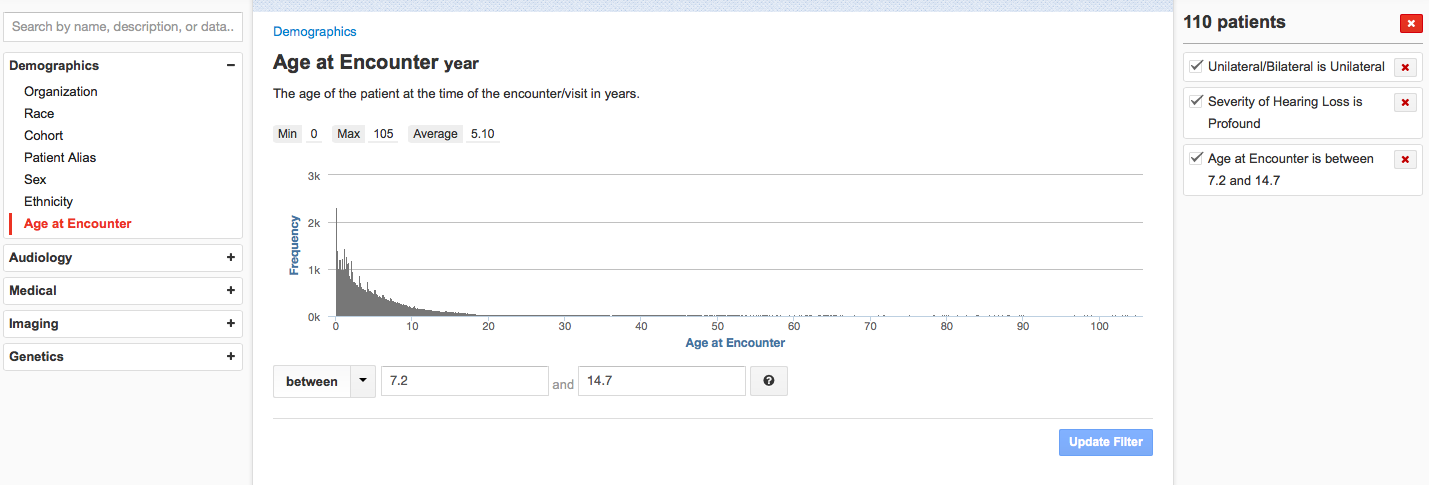 Search by name, description, or data..
Demographics
Organization
Race
Cohort
Patient Alias
Sex
Ethnicity
Age at Encounter
Audiology
Medical
Imaging
Genetics
Demographics
Age at Encounter year
The age of the patient at the time of the encounter/visit in years.
Min 0 Max 105 Average 5.10
3k
2k
1k
0k
Frequency
0 10 20 30 40 50 60 70 80 90 100
Age at Encounter
between 7.2 and 14.7
Update Filter
110 patients
Unilateral/Bilateral is Unilateral
Severity of Hearing Loss is
Profound
Age at Encounter is between
7.2 and 14.7